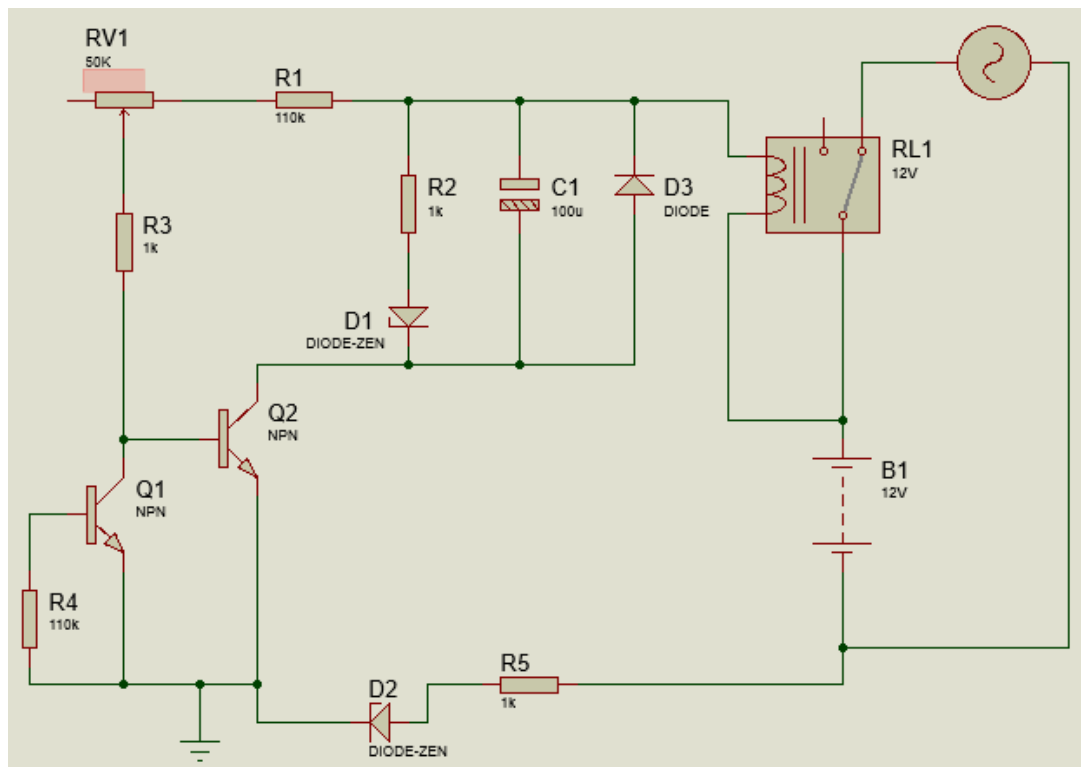 RV1
50K
R1
110k
RL1
12V
R2
1k
C1
100u
D3
DIODE
R3
1k
D1
DIODE-ZEN
Q2
NPN
B1
12V
Q1
NPN
R4
110k
R5
1k
D2
DIODE-ZEN